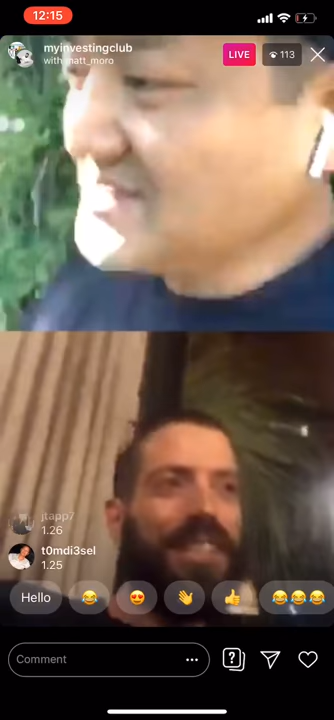 12:15
myinvestingclub
with matt_moro
LIVE
113
jtapp7
1.26
t0mdi3sel
1.25
Hello
Comment